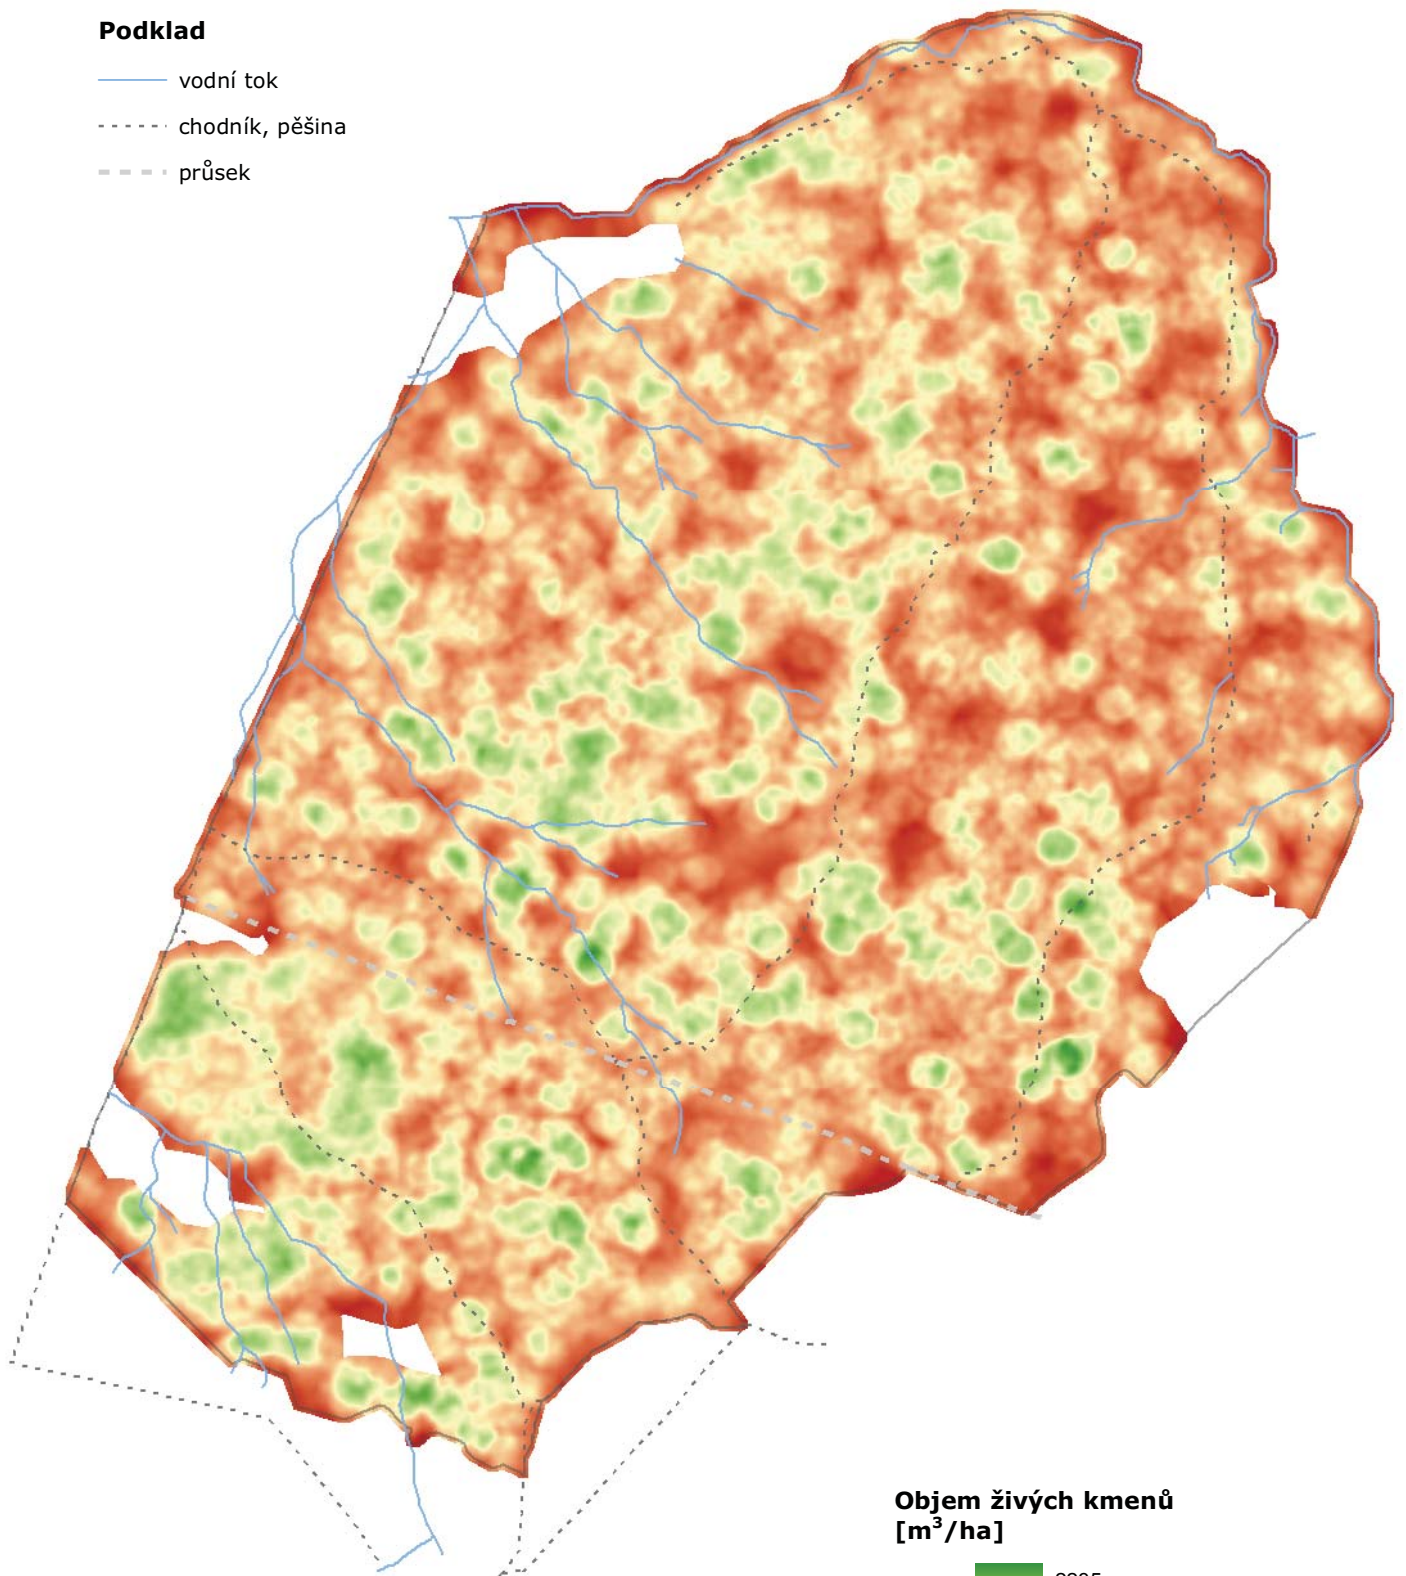 Podklad
vodní tok
chodník, pěšina
průsek
Objem živých kmenů
[m³/ha]